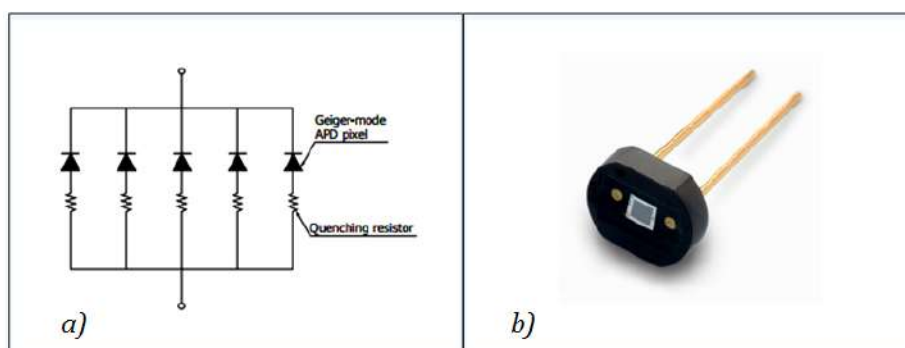 Geiger-mode
APD pixel
Quenching resistor
a)
b)